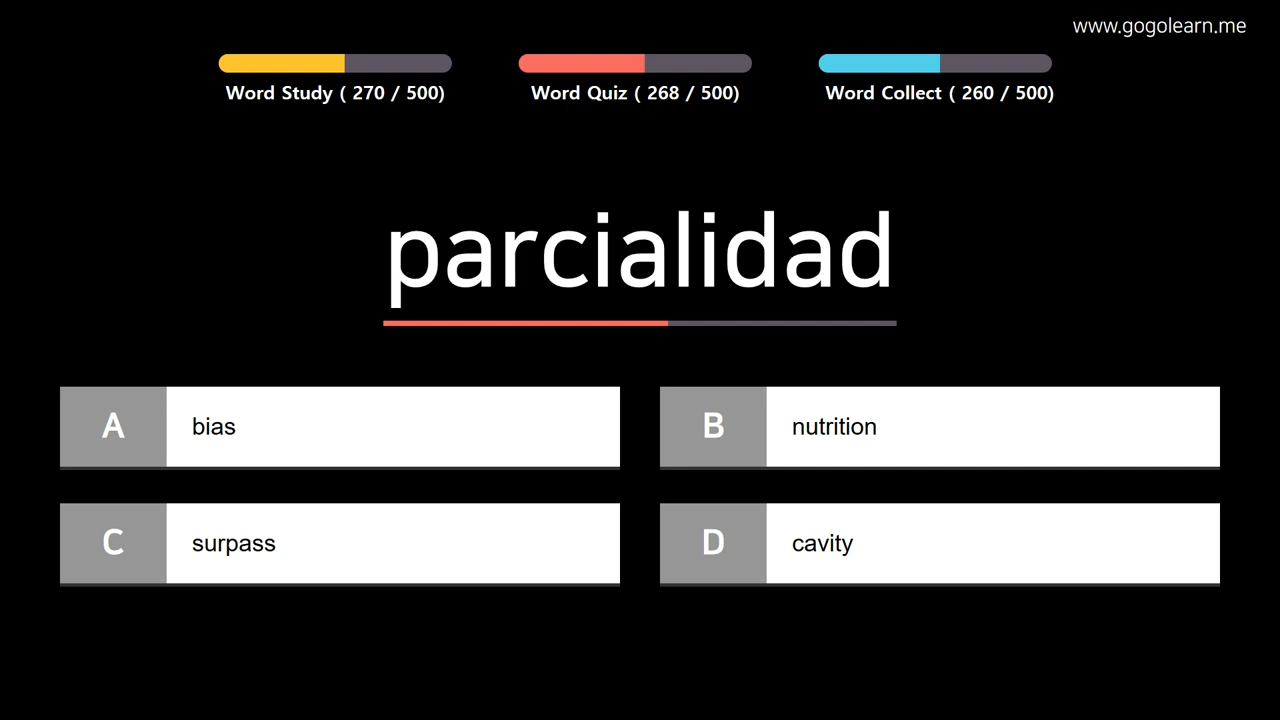 www.gogolearn.me
Word Study ( 270 / 500)
Word Quiz ( 268 / 500)
Word Collect ( 260 / 500)
parcialidad
A bias
B nutrition
C surpass
D cavity